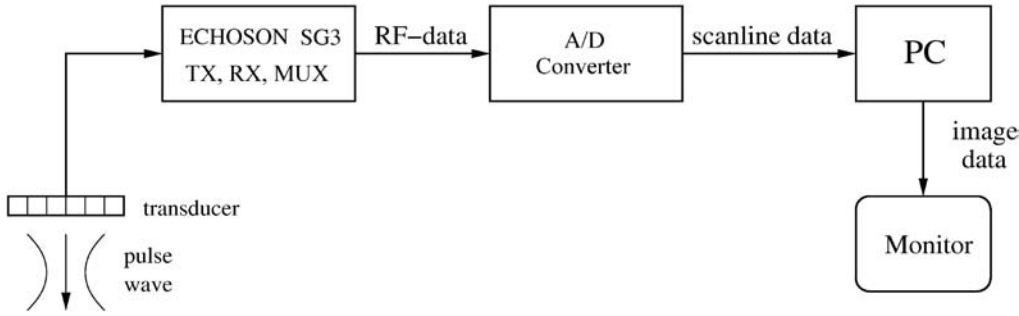 ECHOSON SG3
TX, RX, MUX
RF-data
A/D
Converter
scanline data
PC
image
data
Monitor
transducer
pulse
wave